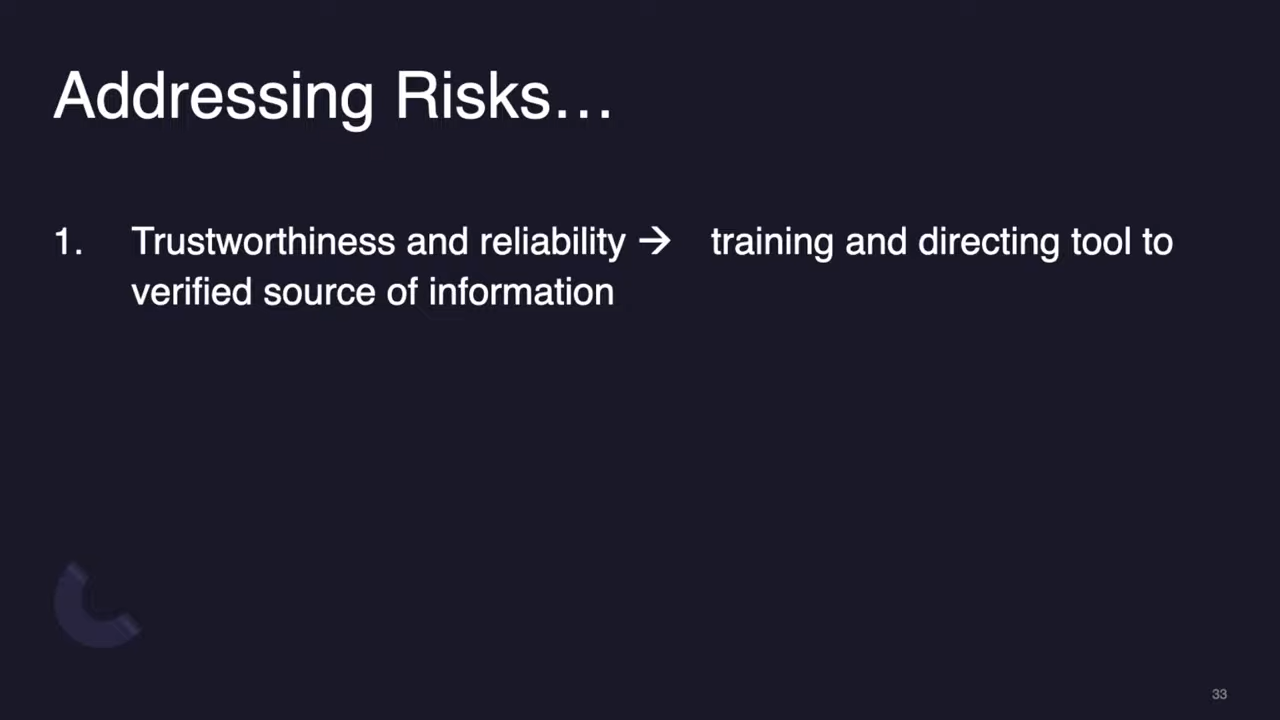 Addressing Risks…
1. Trustworthiness and reliability → training and directing tool to
verified source of information
33